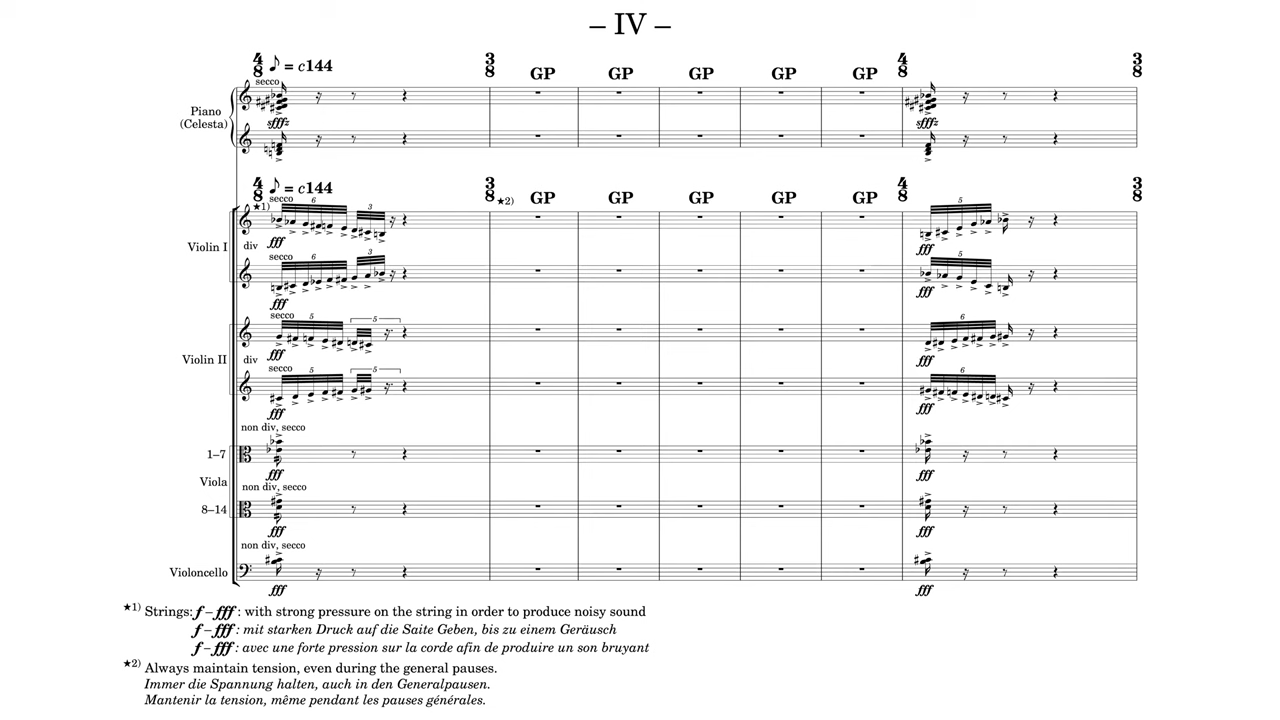 – IV –
4 8 ♪ = c144 3 8 GP GP GP GP GP 4 8 3 8
secco
Piano
(Celesta)
sfffz sfffz
4 8 ♪ = c144 3 8 ★2) GP GP GP GP GP 4 8 3 8
secco
★1) 6 3 5
Violin I
div
fff fff
secco
6 3 5
fff fff
secco
5 5 6
Violin II
div
fff fff
secco
5 5 6
fff fff
non div, secco
1–7
fff fff
Viola
non div, secco
8–14
fff fff
non div, secco
Violoncello
fff fff
★1) Strings: f – fff : with strong pressure on the string in order to produce noisy sound
f – fff : mit starken Druck auf die Saite Geben, bis zu einem Geräusch
f – fff : avec une forte pression sur la corde afin de produire un son bruyant
★2) Always maintain tension, even during the general pauses.
Immer die Spannung halten, auch in den Generalpausen.
Mantenir la tension, même pendant les pauses générales.